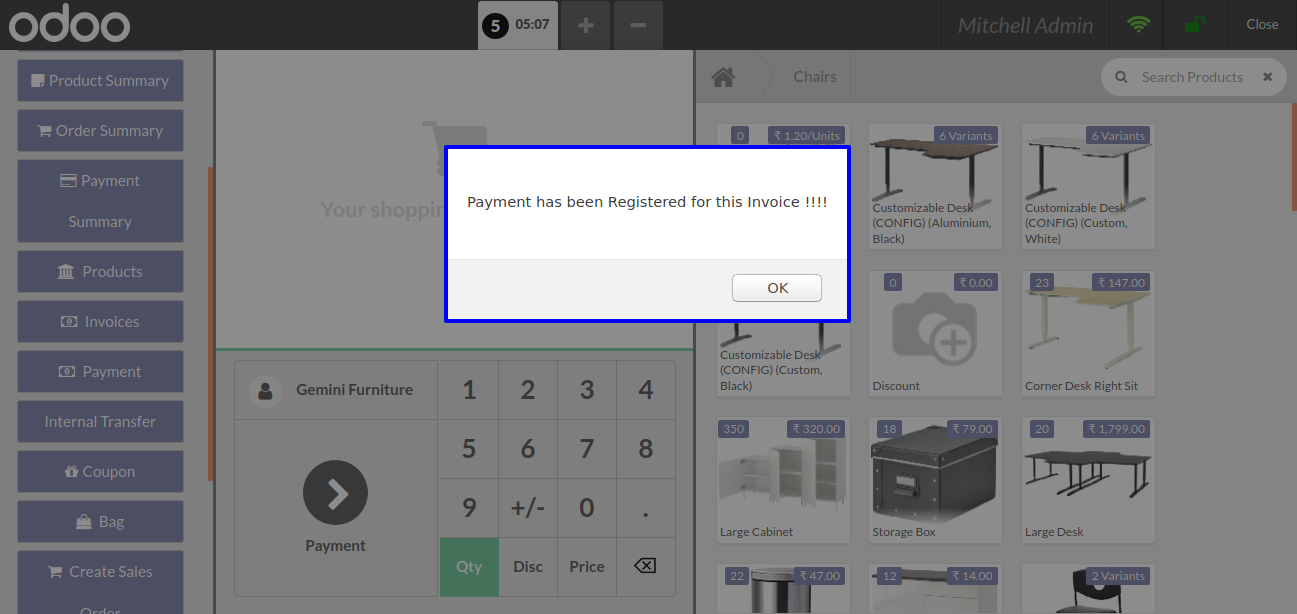 odoo
5 05:07
Mitchell Admin
Close
Product Summary
Order Summary
Payment
Summary
Products
Invoices
Payment
Internal Transfer
Coupon
Bag
Create Sales
Order
Your shoppin
Payment has been Registered for this Invoice !!!!
OK
Gemini Furniture
Payment
1 2 3 4
5 6 7 8
9 +/- 0 .
Qty Disc Price
Chairs
Search Products
0 ₹ 1.20/Units
6 Variants
Customizable Desk
(CONFIG) (Aluminium,
Black)
6 Variants
Customizable Desk
(CONFIG) (Custom,
White)
Customizable Desk
(CONFIG) (Custom,
Black)
0 ₹ 0.00
Discount
23 ₹ 147.00
Corner Desk Right Sit
350 ₹ 320.00
Large Cabinet
18 ₹ 79.00
Storage Box
20 ₹ 1,799.00
Large Desk
22 ₹ 47.00
12 ₹ 14.00
2 Variants